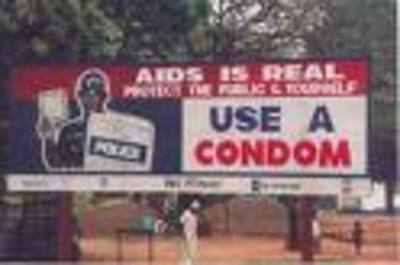 AIDS IS REAL
PROTECT THE PUBLIC & YOURSELF
USE A
CONDOM
POLICE